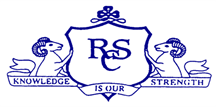 RCS
KNOWLEDGE IS OUR STRENGTH